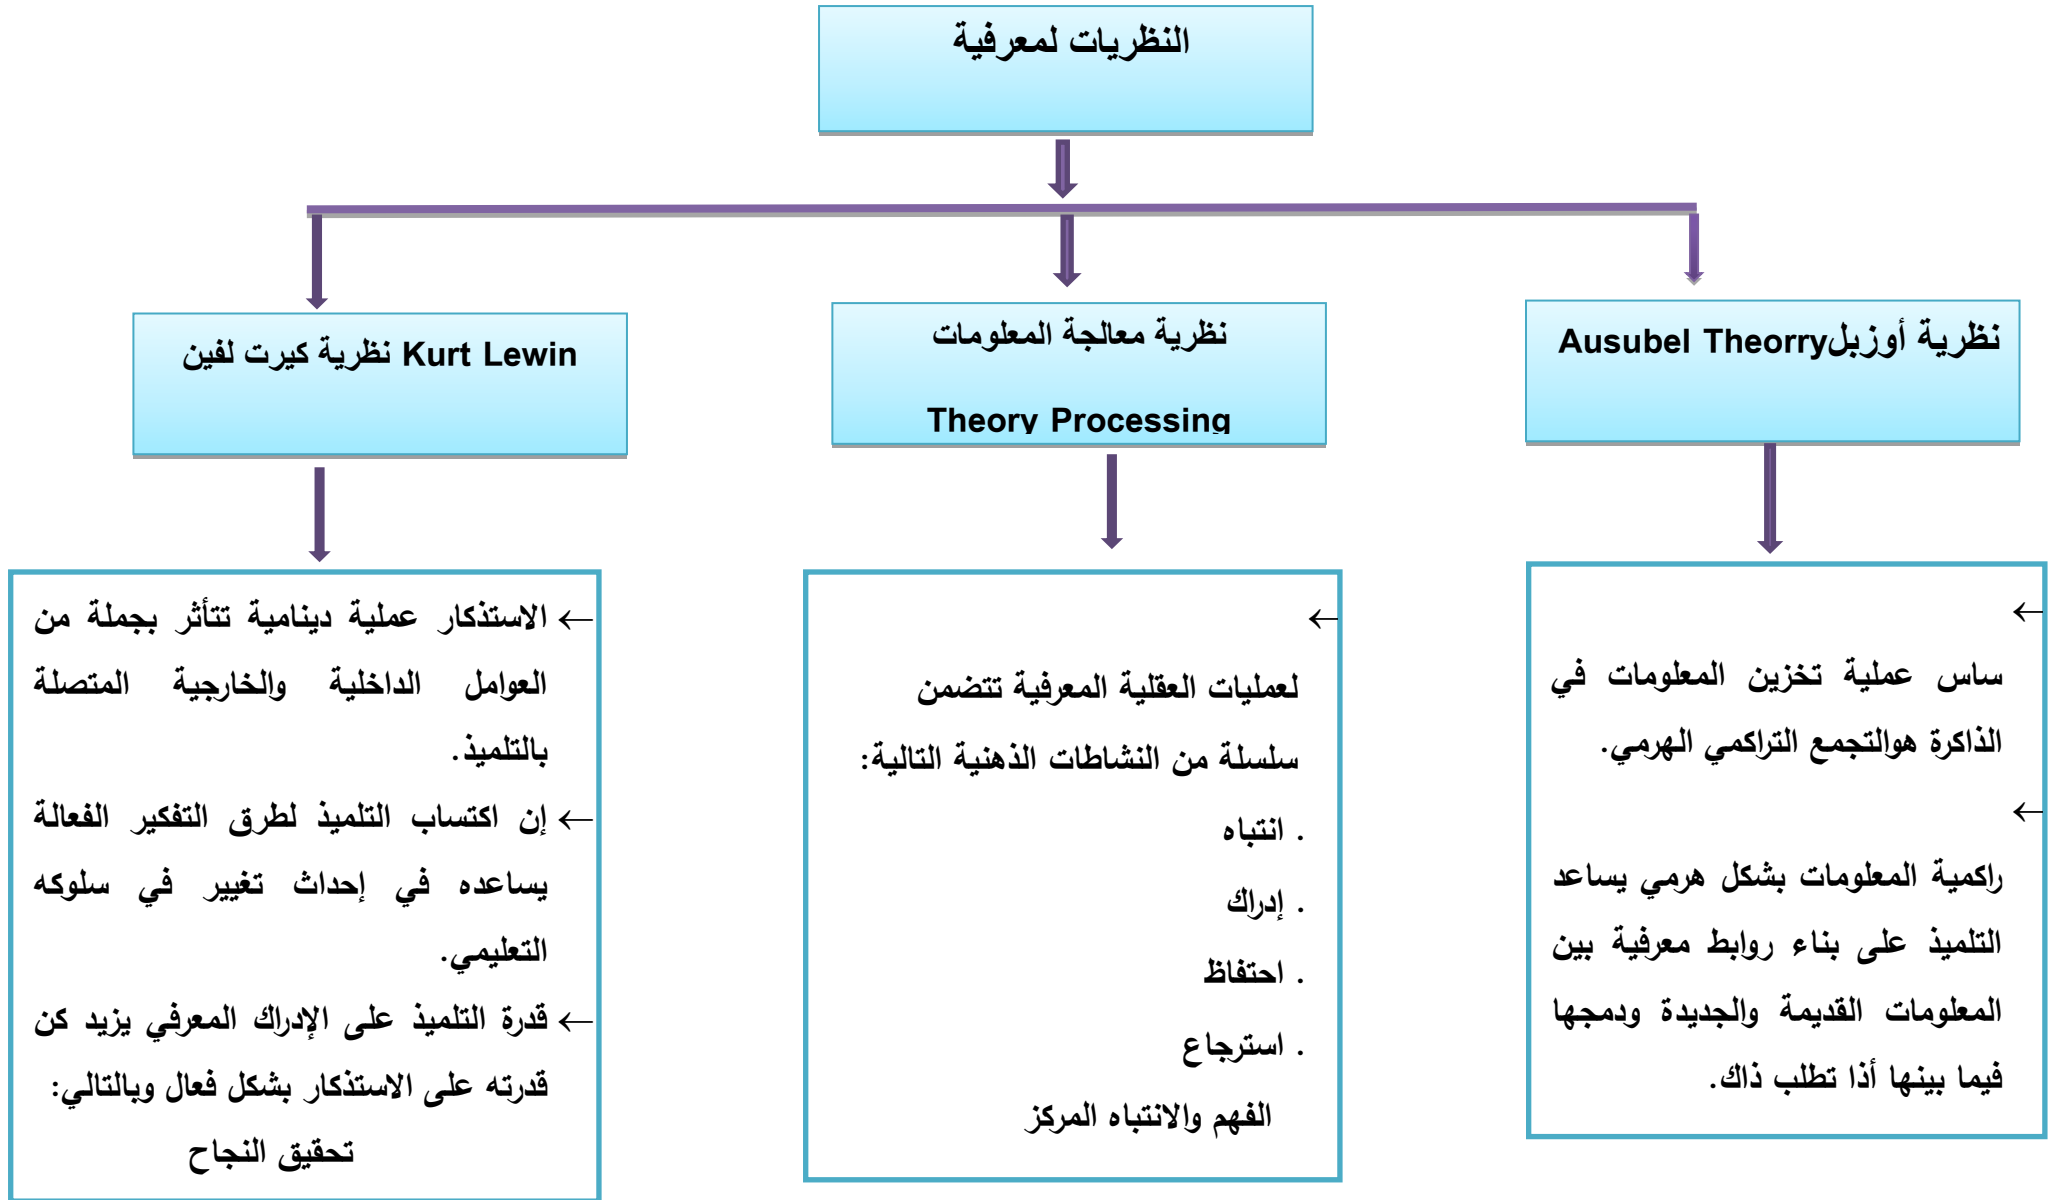 النظريات لمعرفية
نظرية أوزبلAusubel Theorry
نظرية معالجة المعلومات
Theory Processing
Kurt Lewin نظرية كيرت لفين
←
ساس عملية تخزين المعلومات في
الذاكرة هوالتجمع التراكمي الهرمي.
←
راكمية المعلومات بشكل هرمي يساعد
التلميذ على بناء روابط معرفية بين
المعلومات القديمة والجديدة ودمجها
فيما بينها أذا تطلب ذاك.
←
لعمليات العقلية المعرفية تتضمن
سلسلة من النشاطات الذهنية التالية:
. انتباه
. إدراك
. احتفاظ
. استرجاع
الفهم والانتباه المركز
← الاستذكار عملية دينامية تتأثر بجملة من
العوامل الداخلية والخارجية المتصلة
بالتلميذ.
← إن اكتساب التلميذ لطرق التفكير الفعالة
يساعده في إحداث تغيير في سلوكه
التعليمي.
← قدرة التلميذ على الإدراك المعرفي يزيد كن
قدرته على الاستذكار بشكل فعال وبالتالي:
تحقيق النجاح